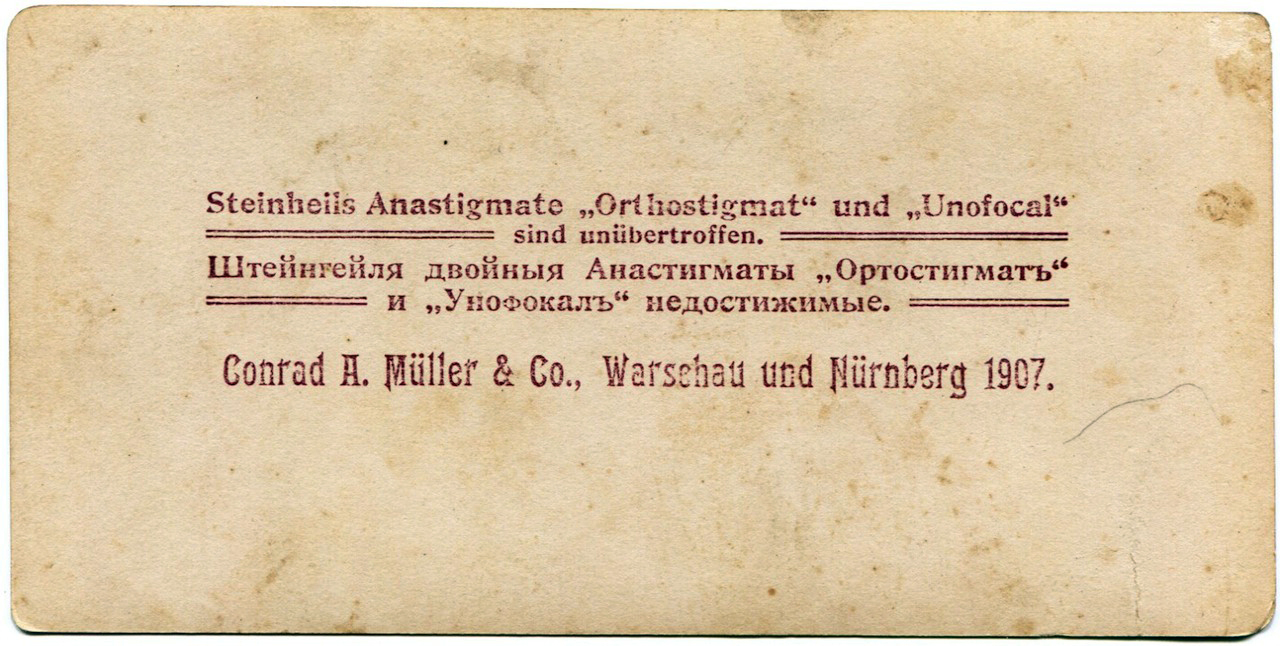 Steinheils Anastigmate „Orthostigmat“ und „Unofocal“
sind unübertroffen.
Штейнгейля двойныя Анастигматы „Ортостигматъ“
и „Унофокалъ“ недостижимые.
Conrad A. Müller & Co., Warschau und Nürnberg 1907.